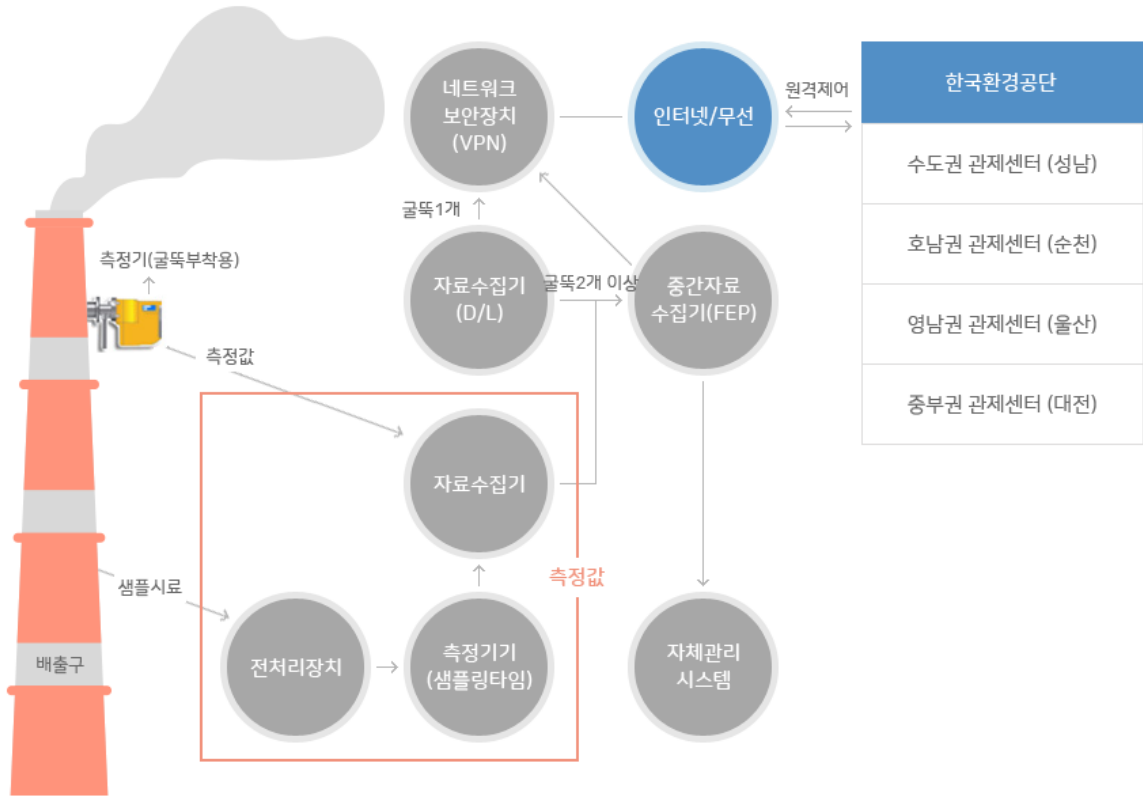 네트워크
보안장치
(VPN)
인터넷/무선
원격제어
한국환경공단
수도권 관제센터 (성남)
호남권 관제센터 (순천)
영남권 관제센터 (울산)
중부권 관제센터 (대전)
굴뚝1개
측정기(굴뚝부착용)
자료수집기
(D/L)
굴뚝2개 이상
중간자료
수집기(FEP)
측정값
자료수집기
측정값
샘플시료
배출구
전처리장치
측정기기
(샘플링타임)
자체관리
시스템